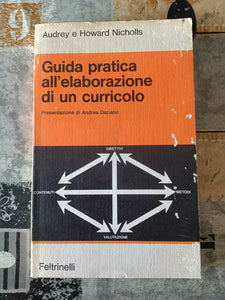 9
Audrey e Howard Nicholls
Guida pratica
all'elaborazione
di un curricolo
Presentazione di Andrea Daziano
OBIETTIVI
CONTENUTI
METODI
VALUTAZIONE
Feltrinelli